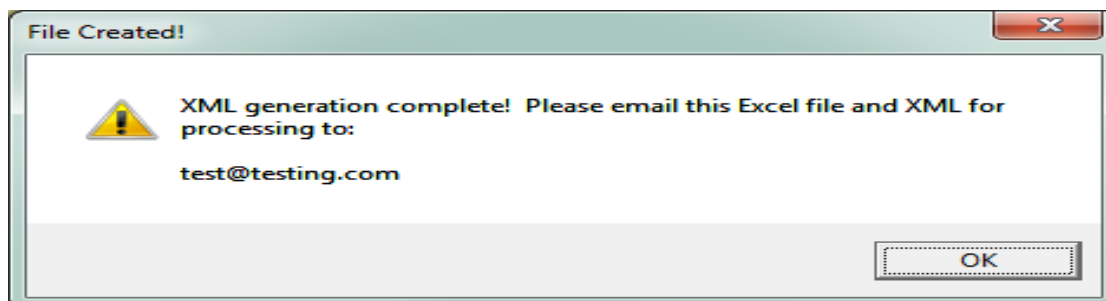 File Created!
XML generation complete!  Please email this Excel file and XML for
processing to:
test@testing.com
OK